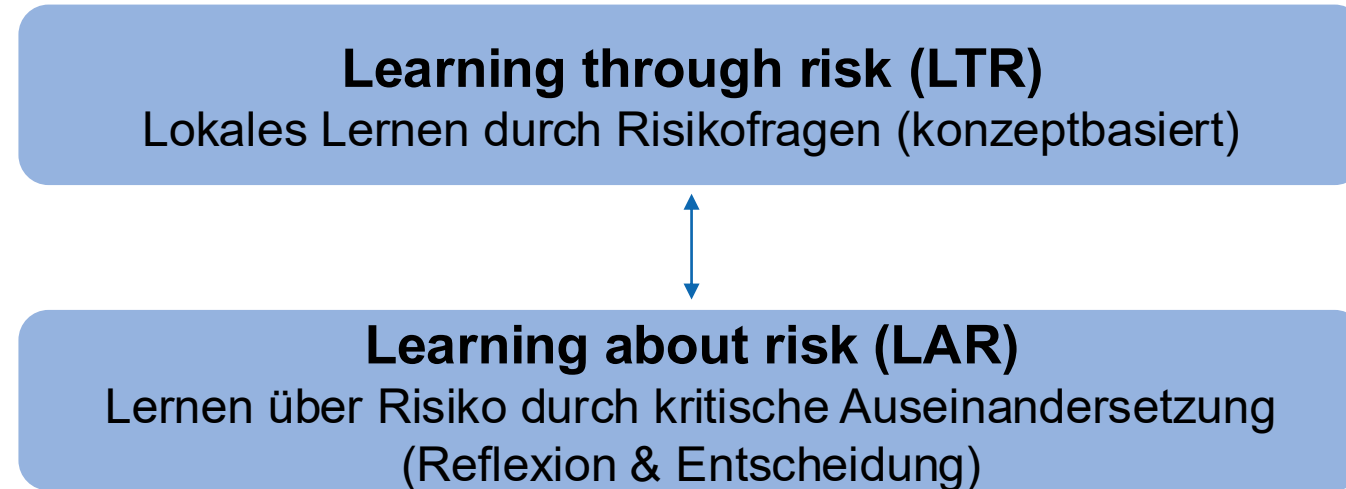 Learning through risk (LTR)
Lokales Lernen durch Risikofragen (konzeptbasiert)
Learning about risk (LAR)
Lernen über Risiko durch kritische Auseinandersetzung
(Reflexion & Entscheidung)